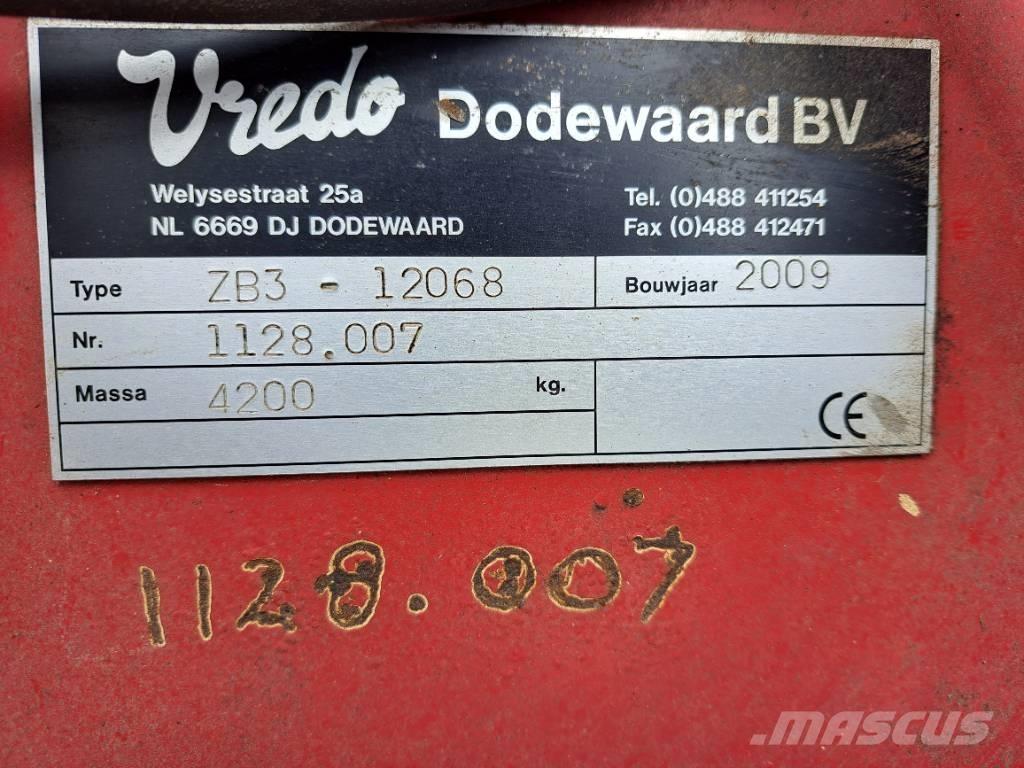 Vredo Dodewaard BV
Welysestraat 25a Tel. (0)488 411254
NL 6669 DJ DODEWAARD Fax (0)488 412471
Type ZB3 - 12068 Bouwjaar 2009
Nr. 1128.007
Massa 4200 kg.
CE
1128.007
MASCUS